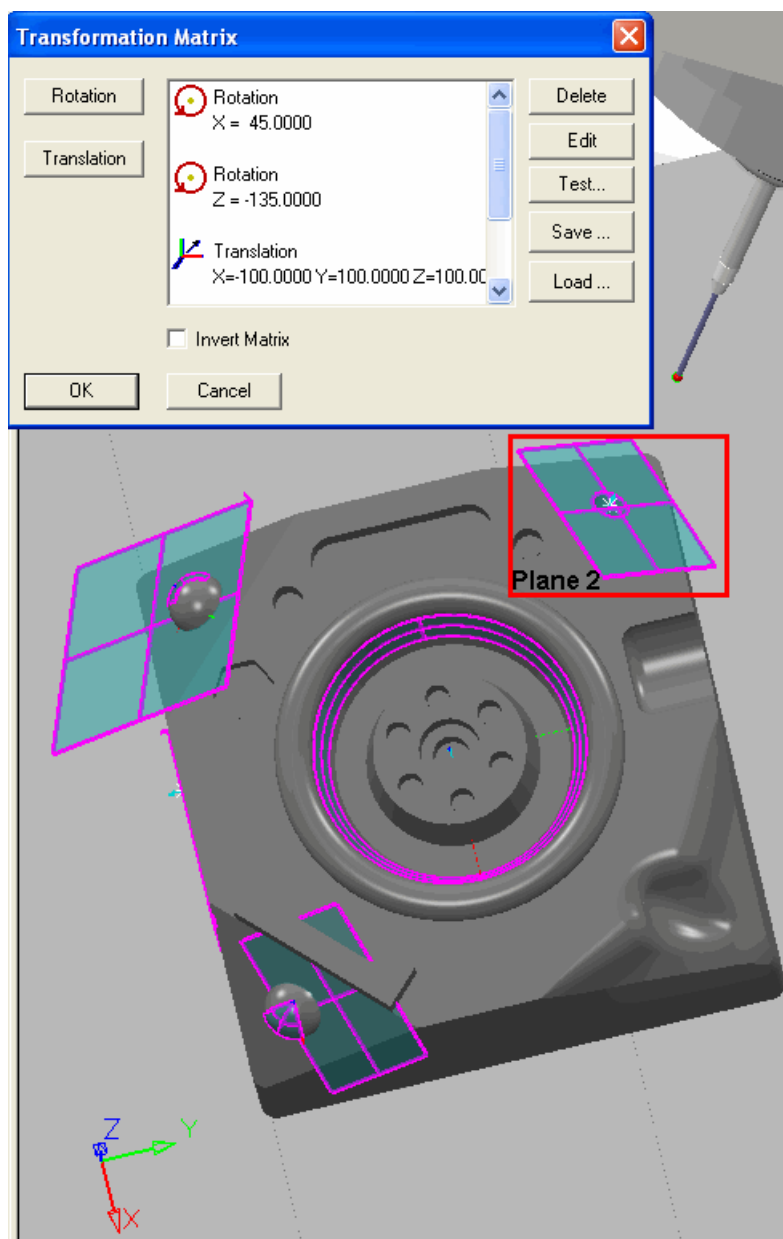 Transformation Matrix
Rotation
Translation
Rotation
X = 45.0000
Rotation
Z = -135.0000
Translation
X=-100.0000 Y=100.0000 Z=100.00
Delete
Edit
Test...
Save ...
Load ...
Invert Matrix
OK
Cancel
Plane 2
Z
Y
X